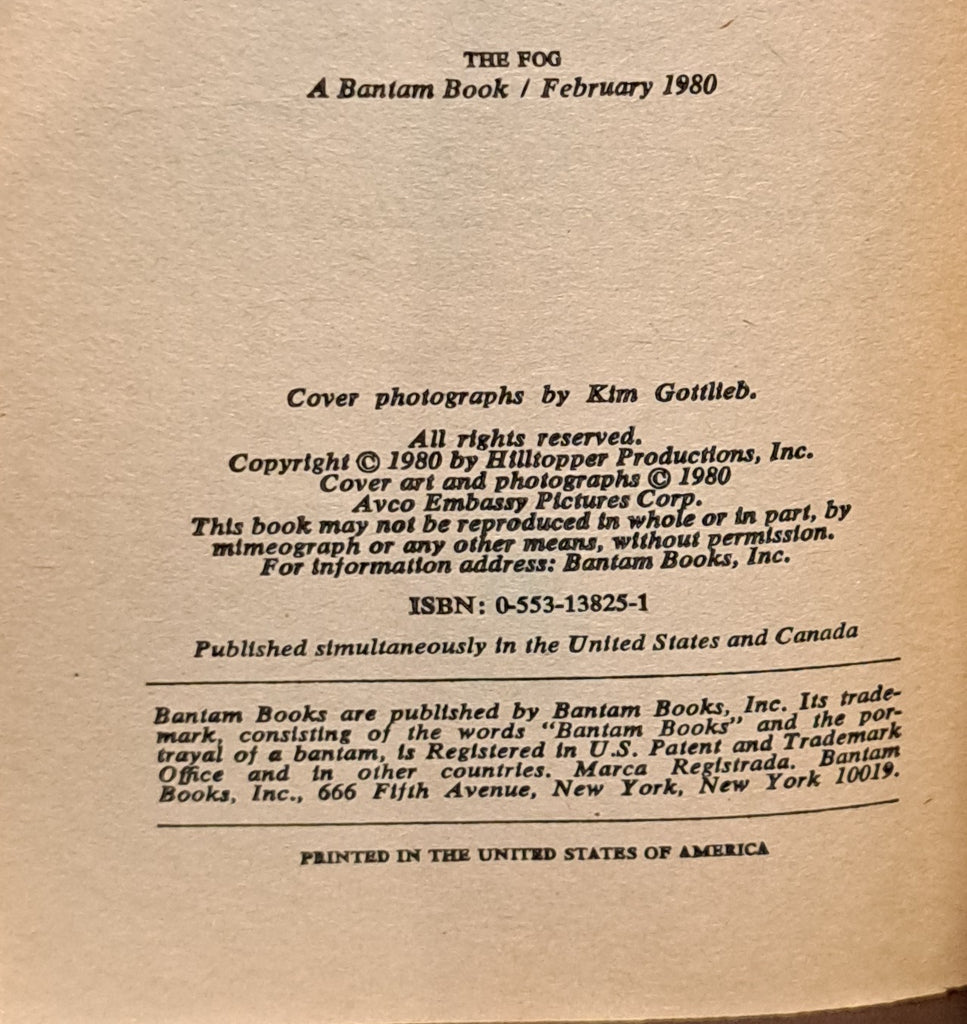 THE FOG
A Bantam Book / February 1980
Cover photographs by Kim Gottlieb.
All rights reserved.
Copyright © 1980 by Hilltopper Productions, Inc.
Cover art and photographs © 1980
Avco Embassy Pictures Corp.
This book may not be reproduced in whole or in part, by
mimeograph or any other means, without permission.
For information address: Bantam Books, Inc.
ISBN: 0-553-13825-1
Published simultaneously in the United States and Canada
Bantam Books are published by Bantam Books, Inc. Its trade-
mark, consisting of the words "Bantam Books" and the por-
trayal of a bantam, is Registered in U.S. Patent and Trademark
Office and in other countries. Marca Registrada. Bantam
Books, Inc., 666 Fifth Avenue, New York, New York 10019.
PRINTED IN THE UNITED STATES OF AMERICA